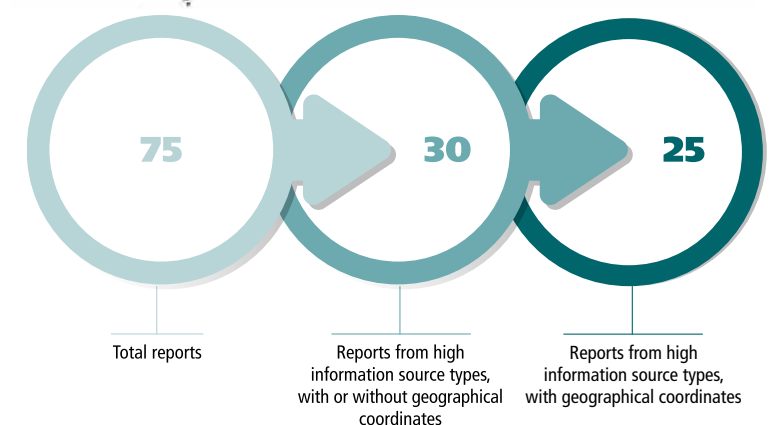 75
30
25
Total reports
Reports from high
information source types,
with or without geographical
coordinates
Reports from high
information source types,
with geographical coordinates